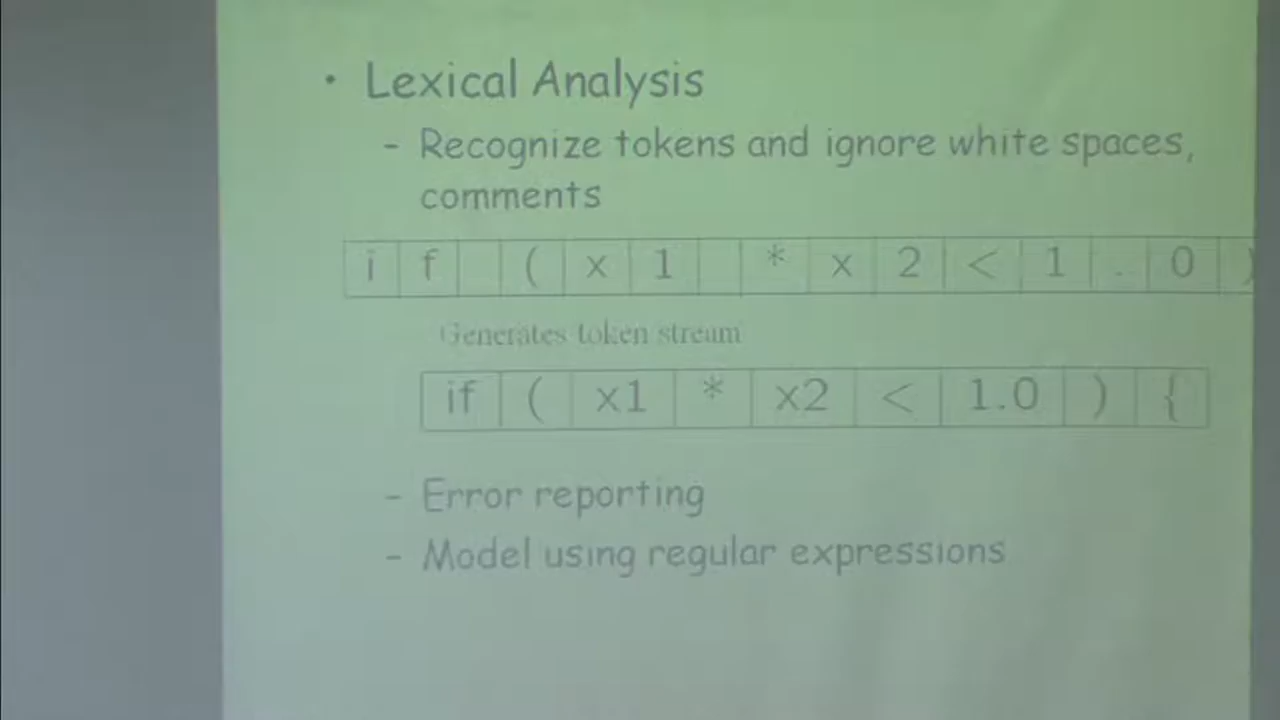 • Lexical Analysis
– Recognize tokens and ignore white spaces,
comments
i f ( x 1 * x 2 < 1 . 0 )
Generates token stream
if ( x1 * x2 < 1.0 ) {
– Error reporting
– Model using regular expressions